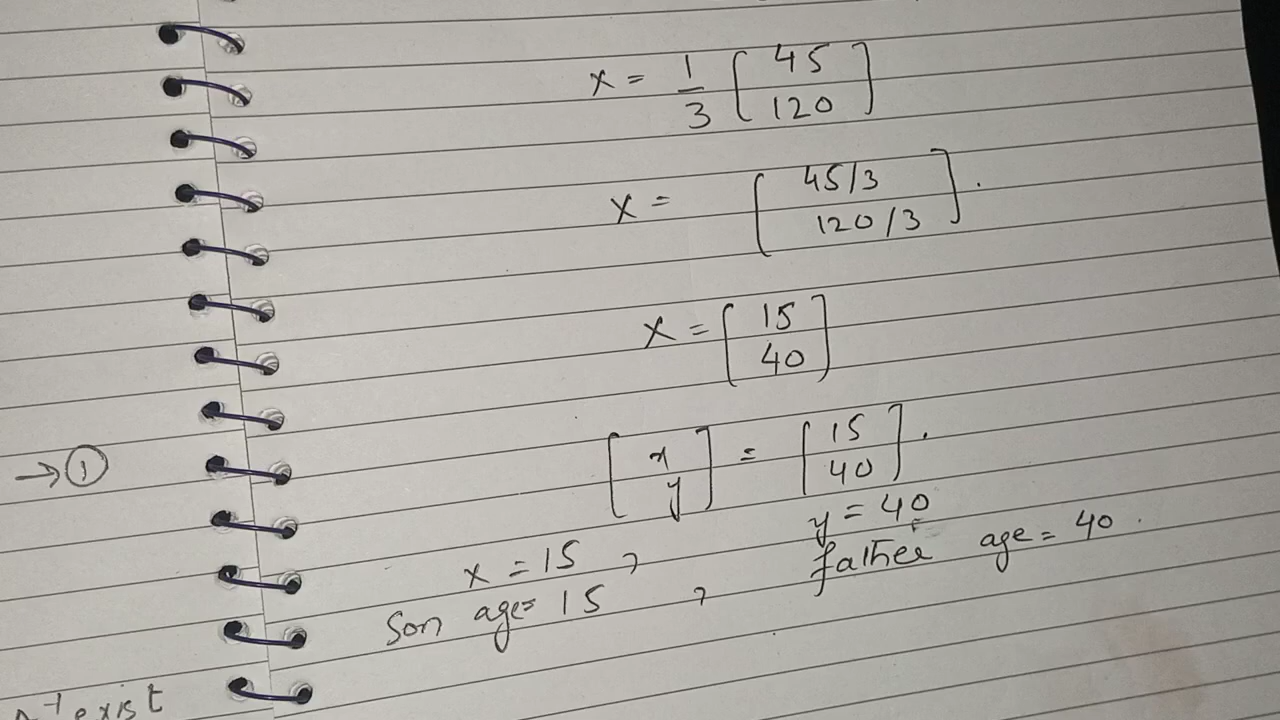 x = 1/3 [45 120]
x = [45/3 120/3].
x = [15 40]
→ ①
[x y] = [15 40].
x = 15 , y = 40
Son age= 15 , father age = 40 .
exist